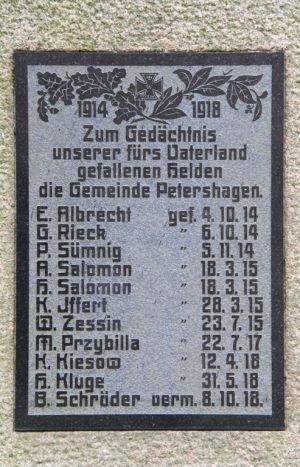 1914 1918
Zum Gedächtnis
unserer fürs Vaterland
gefallenen Helden
die Gemeinde Petershagen.
E. Albrecht gef. 4.10.14
G. Rieck " 6.10.14
P. Sümnig " 5.11.14
A. Salomon " 18.3.15
H. Salomon " 18.3.15
K. Jffert " 28.3.15
W. Zessin " 23.7.15
M. Przybilla " 22.7.17
K. Kiesow " 12.4.18
H. Kluge " 31.5.18
B. Schröder verm. 8.10.18.